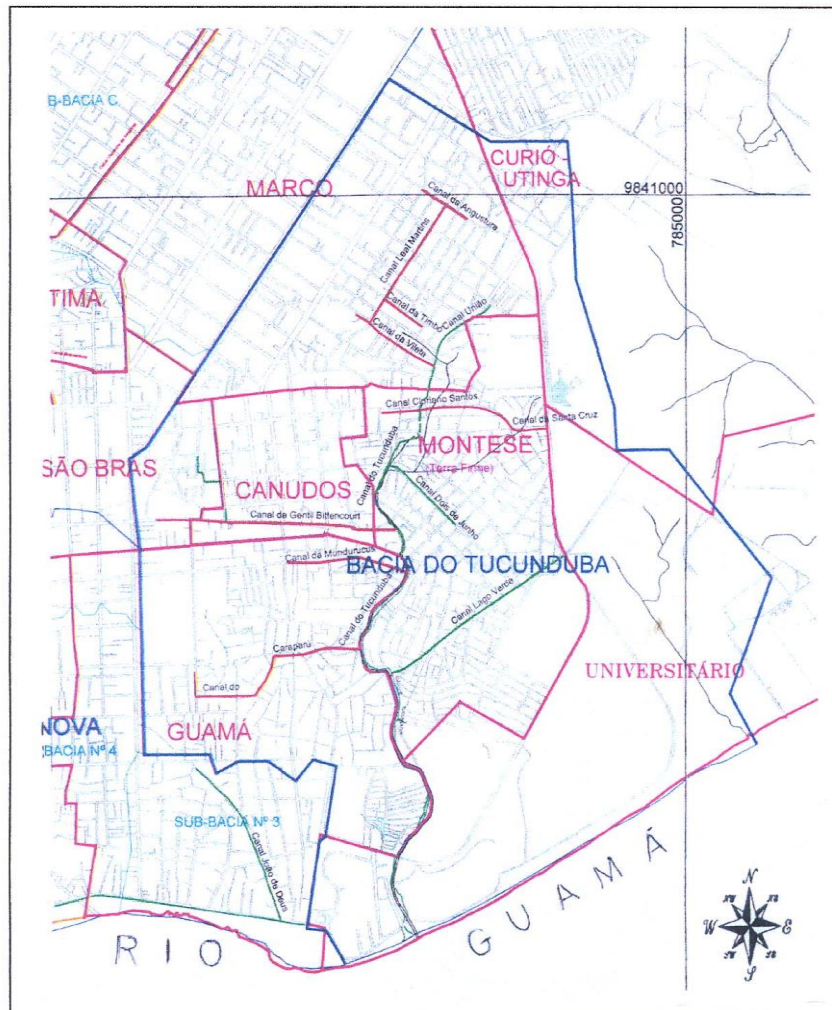 B-BACIA C
MARCO
CURIÓ-
UTINGA
9841000
785000
Canal da Angustura
Canal Leal Martins
Canal da Timbó
Canal União
Canal da Vileta
TIMA
Canal Cipriano Santos
Canal da Santa Cruz
MONTESE
(Terra Firme)
Canal do Tucunduba
SÃO BRAS
CANUDOS
Canal Dois de Junho
Canal da Gentil Bittencourt
Canal da Mundurucus
BACIA DO TUCUNDUBA
Canal do Tucunduba
Canal Lago Verde
Caraparu
Canal do
UNIVERSITÁRIO
NOVA
BACIA Nº 4
GUAMÁ
SUB-BACIA Nº 3
Canal João de Deus
RIO GUAMÁ
N
W E
S